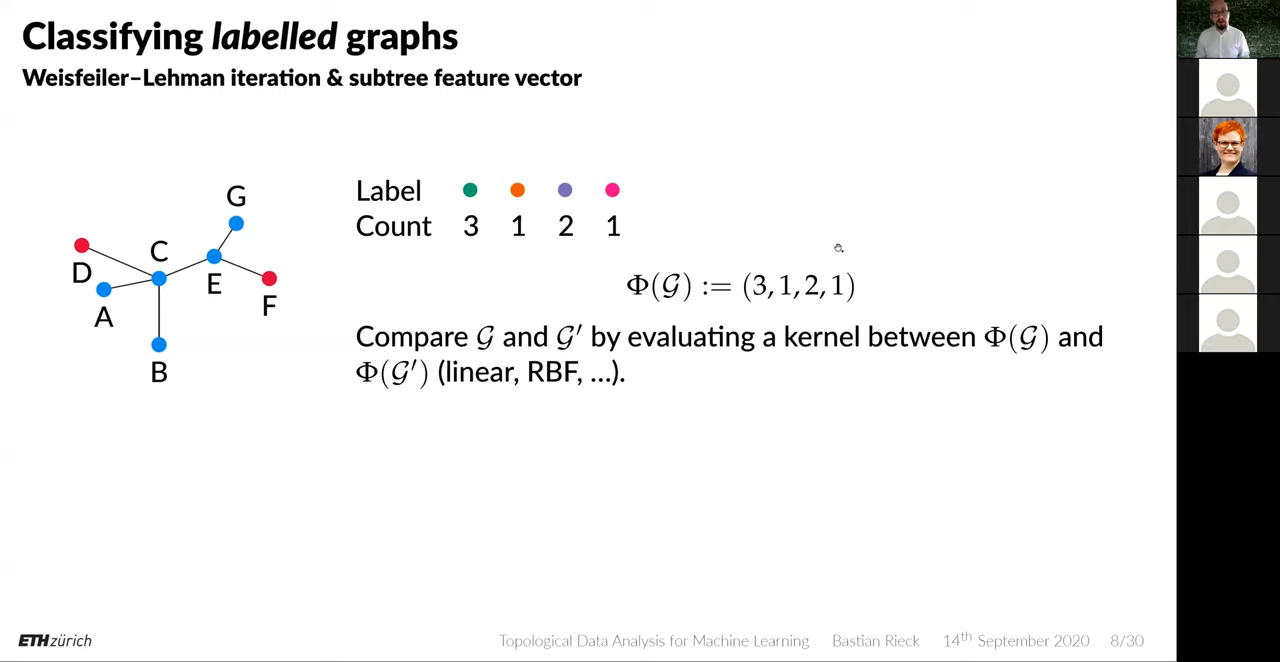 Classifying labelled graphs
Weisfeiler–Lehman iteration & subtree feature vector
G
C
D
E
A
F
B
Label
Count 3 1 2 1
Φ(𝒢) := (3, 1, 2, 1)
Compare 𝒢 and 𝒢′ by evaluating a kernel between Φ(𝒢) and
Φ(𝒢′) (linear, RBF, …).
ETH zürich
Topological Data Analysis for Machine Learning Bastian Rieck 14th September 2020 8/30